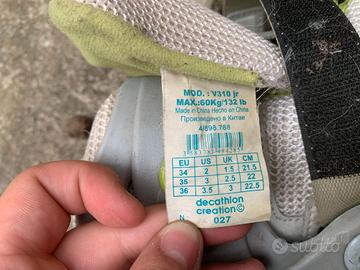 MOD. : V310 jr
MAX.:60Kg/132 lb
Made in China Hecho en China
Произведено в Китае
4/898.788
EU US UK CM
34 2 1.5 21.5
35 3 2.5 22
36 3.5 3 22.5
decathlon
creation©
N 027
subito